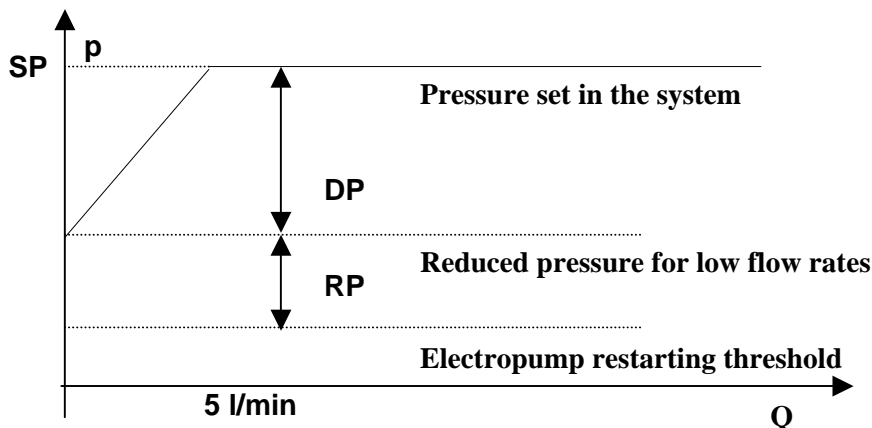 p
SP
Pressure set in the system
DP
Reduced pressure for low flow rates
RP
Electropump restarting threshold
5 l/min
Q